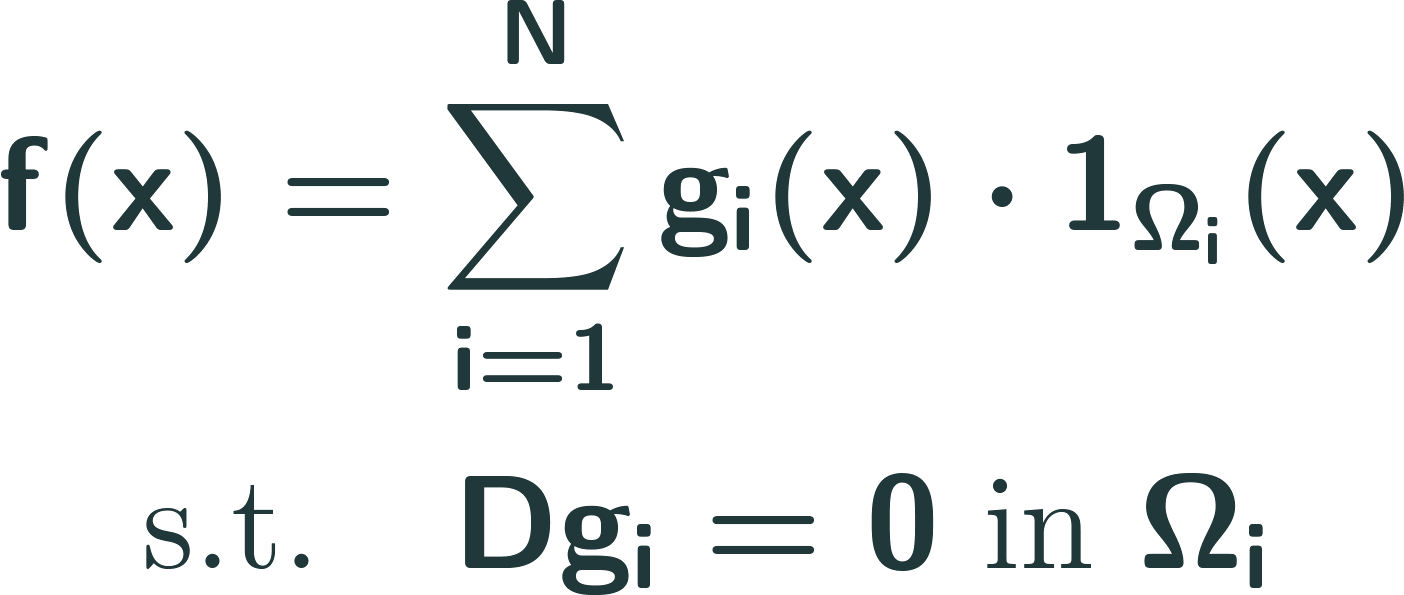 f(x) = ∑_{i=1}^{N} g_i(x) · 1_{Ω_i}(x)
s.t. Dg_i = 0 in Ω_i